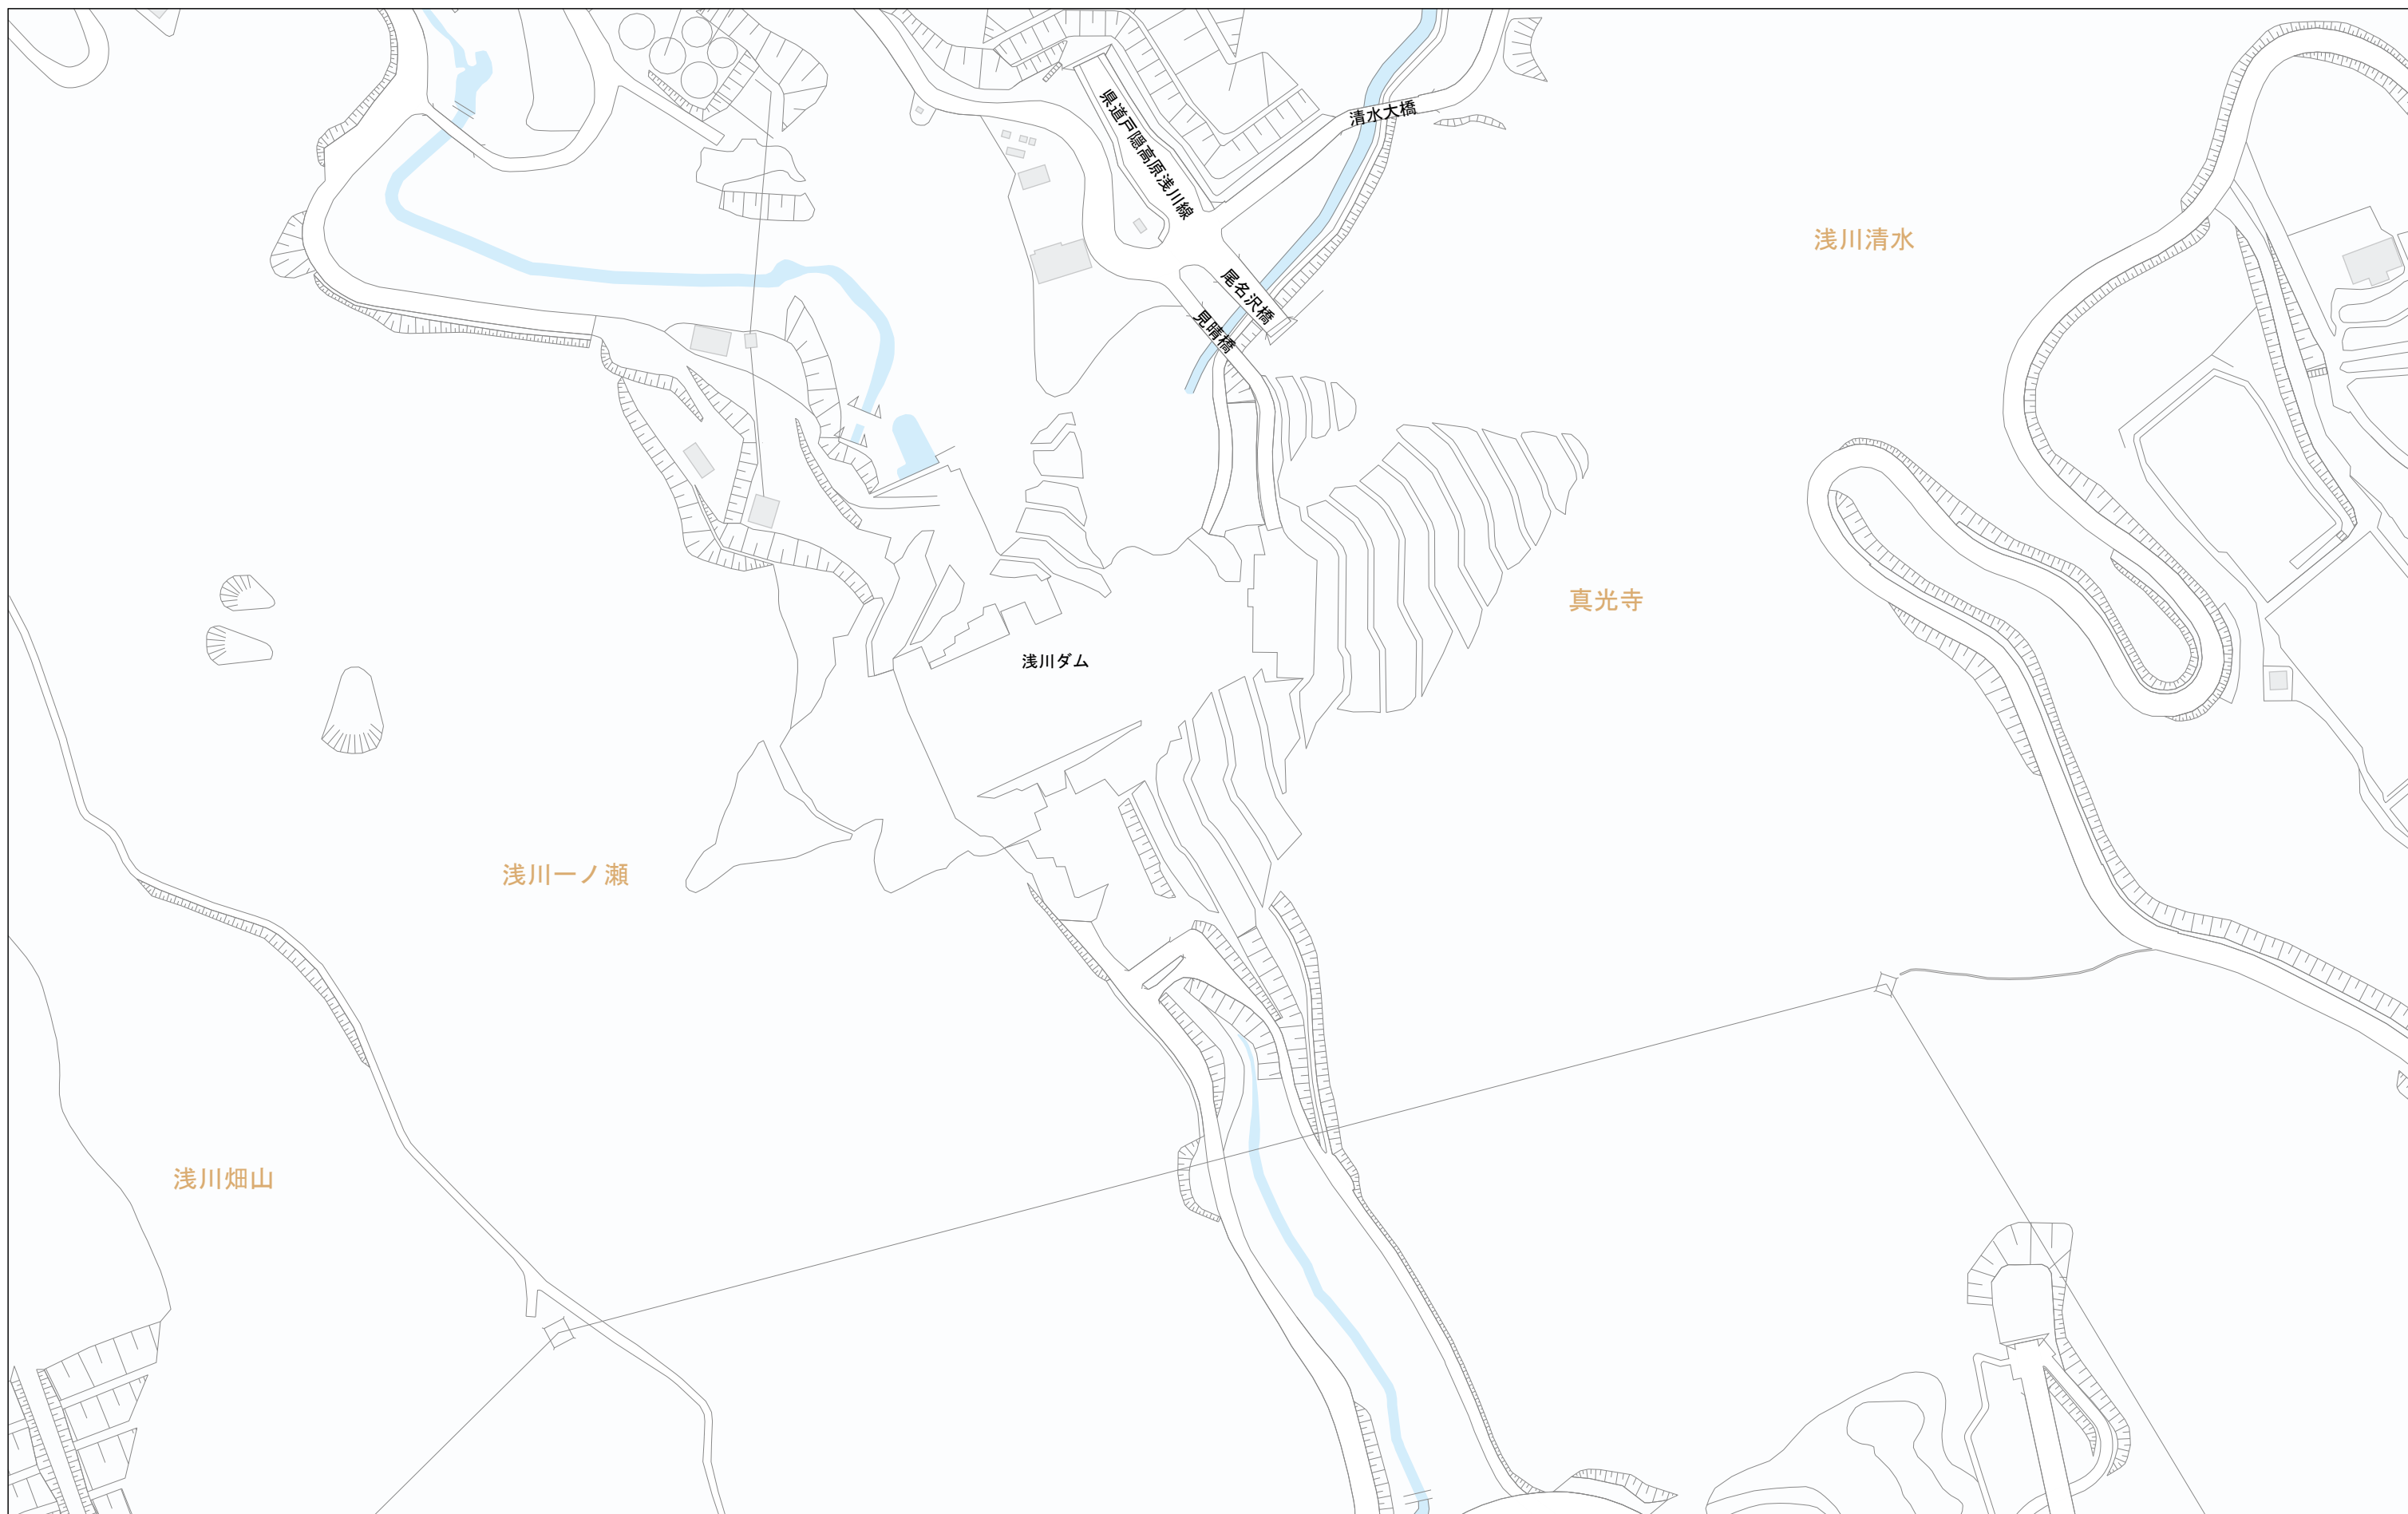 県道戸隠高原浅川線
清水大橋
浅川清水
尾名沢橋
見晴橋
真光寺
浅川ダム
浅川一ノ瀬
浅川畑山